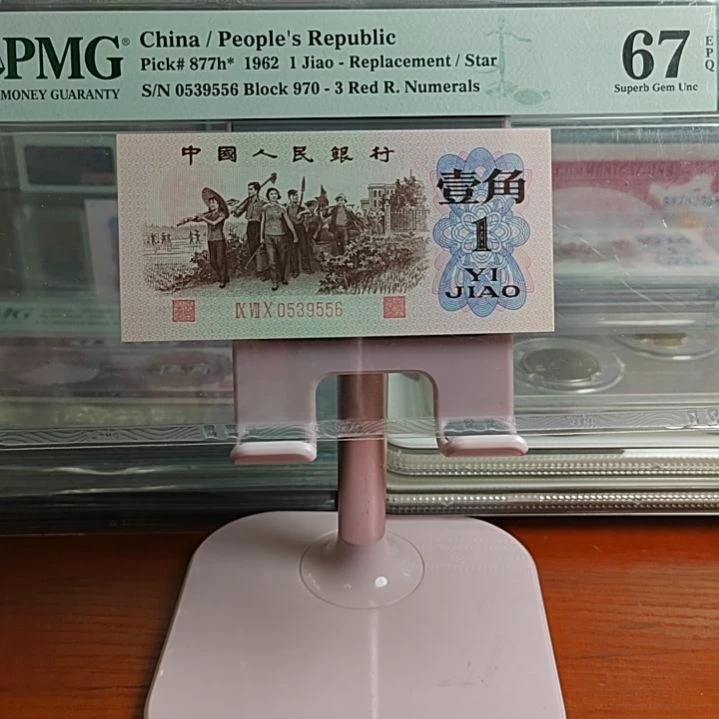 PMG®
MONEY GUARANTY
China / People's Republic
Pick# 877h* 1962 1 Jiao - Replacement / Star
S/N 0539556 Block 970 - 3 Red R. Numerals
67
Superb Gem Unc
EPQ
中國人民銀行
壹角
1
YI
JIAO
IX VII X 0539556